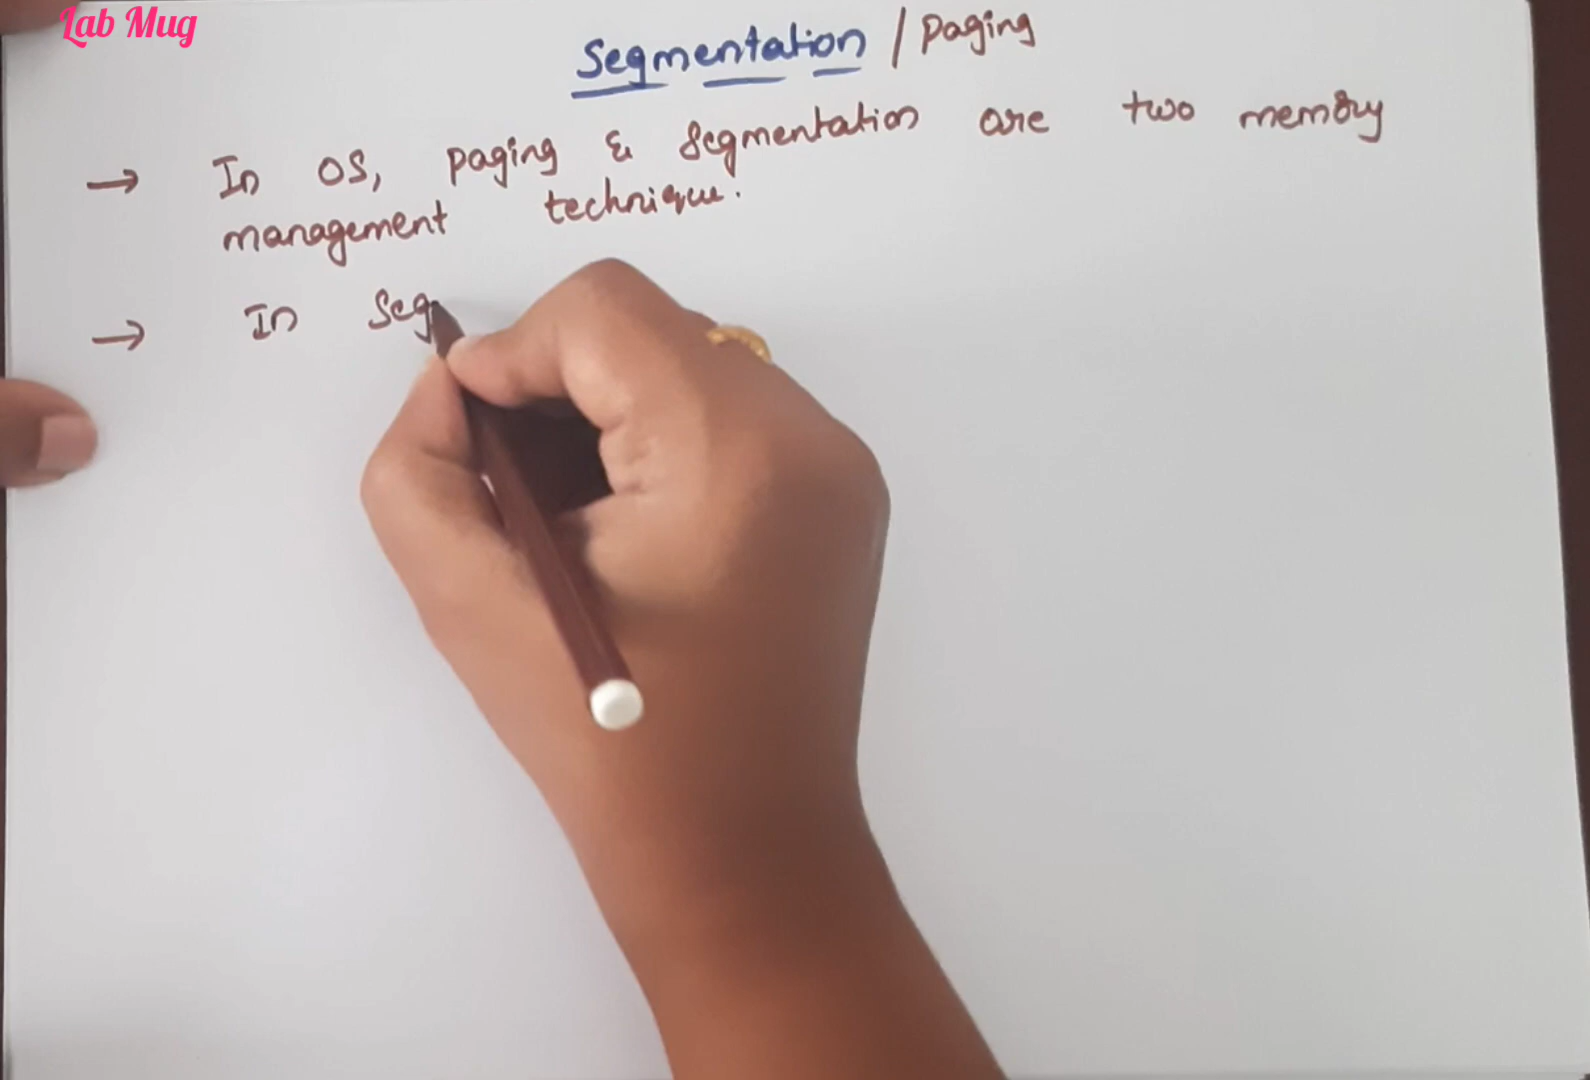 Lab Mug
Segmentation / Paging
→ In OS, paging & segmentation are two memory
management technique.
→ In Seg